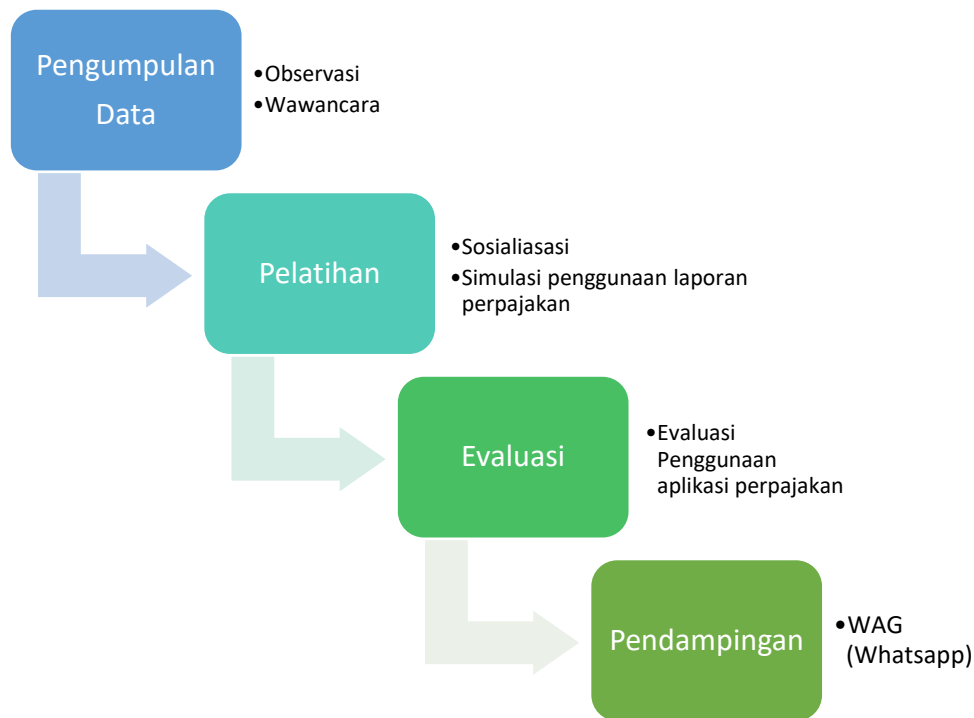 Pengumpulan
Data
•Observasi
•Wawancara
Pelatihan
•Sosialiasasi
•Simulasi penggunaan laporan
perpajakan
Evaluasi
•Evaluasi
Penggunaan
aplikasi perpajakan
Pendampingan
•WAG
(Whatsapp)